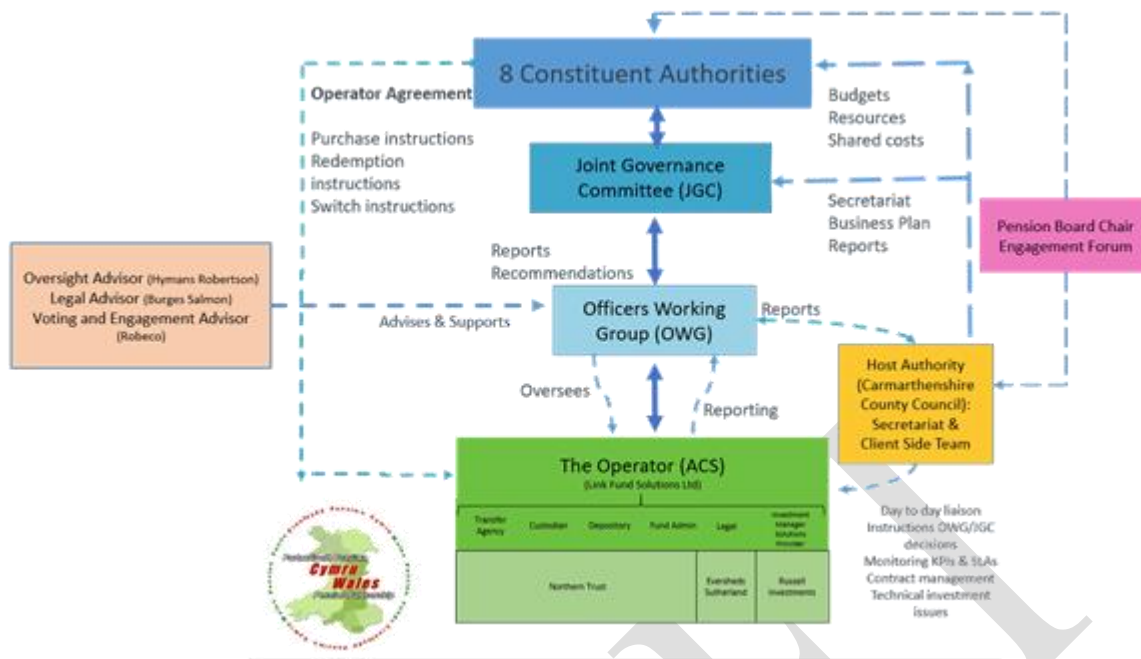 8 Constituent Authorities
Operator Agreement
Purchase instructions
Redemption
instructions
Switch instructions
Budgets
Resources
Shared costs
Joint Governance
Committee (JGC)
Secretariat
Business Plan
Reports
Pension Board Chair
Engagement Forum
Reports
Recommendations
Oversight Advisor (Hymans Robertson)
Legal Advisor (Burges Salmon)
Voting and Engagement Advisor
(Robeco)
Advises & Supports
Officers Working
Group (OWG)
Reports
Host Authority
(Carmarthenshire
County Council):
Secretariat &
Client Side Team
Oversees
Reporting
The Operator (ACS)
(Link Fund Solutions Ltd)
Transfer
Agency
Custodian
Depository
Fund Admin
Legal
Investment
Manager
Solutions
Provider
Northern Trust
Eversheds
Sutherland
Russell
Investments
Day to day liaison
Instructions OWG/JGC
decisions
Monitoring KPIs & SLAs
Contract management
Technical investment
issues
Cymru
Wales